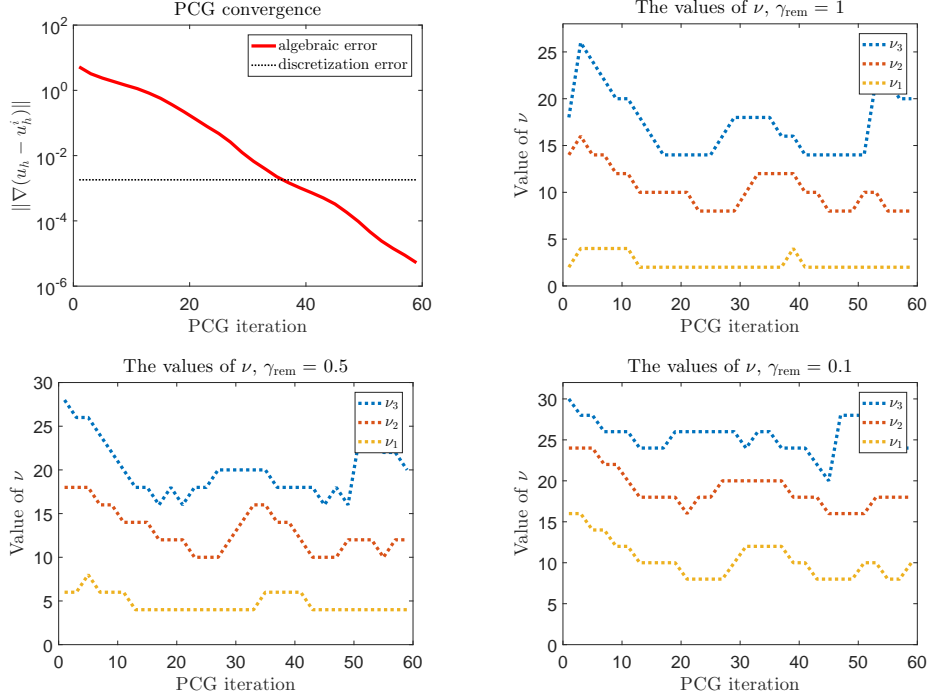 PCG convergence
10^2
10^0
10^-2
10^-4
10^-6
‖∇(u_h − u_h^i)‖
algebraic error
discretization error
0 20 40 60
PCG iteration
The values of ν, γ_rem = 1
25
20
15
10
5
0
Value of ν
ν_3
ν_2
ν_1
0 10 20 30 40 50 60
PCG iteration
The values of ν, γ_rem = 0.5
30
25
20
15
10
5
0
Value of ν
ν_3
ν_2
ν_1
0 10 20 30 40 50 60
PCG iteration
The values of ν, γ_rem = 0.1
30
25
20
15
10
5
0
Value of ν
ν_3
ν_2
ν_1
0 10 20 30 40 50 60
PCG iteration